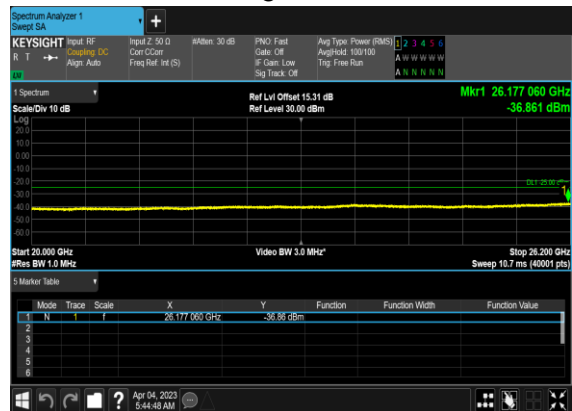 Spectrum Analyzer 1
Swept SA
+
KEYSIGHT Input: RF Input Z: 50 Ω #Atten: 30 dB PNO: Fast Avg Type: Power (RMS) 1 2 3 4 5 6
R T Coupling: DC Corr CCorr Gate: Off Avg|Hold: 100/100 A W W W W W
Align: Auto Freq Ref: Int (S) IF Gain: Low Trig: Free Run
Sig Track: Off A N N N N N
1 Spectrum Ref Lvl Offset 15.31 dB Mkr1 26.177 060 GHz
Scale/Div 10 dB Ref Level 30.00 dBm -36.861 dBm
Log
20.0
10.0
0.00
-10.0
-20.0
-30.0
-40.0
-50.0
-60.0
1
Start 20.000 GHz Video BW 3.0 MHz* Stop 26.200 GHz
#Res BW 1.0 MHz Sweep 10.7 ms (40001 pts)
5 Marker Table
Mode Trace Scale X Y Function Function Width Function Value
1 N 1 f 26.177 060 GHz -36.86 dBm
2
3
4
5
6
? Apr 04, 2023
5:44:48 AM